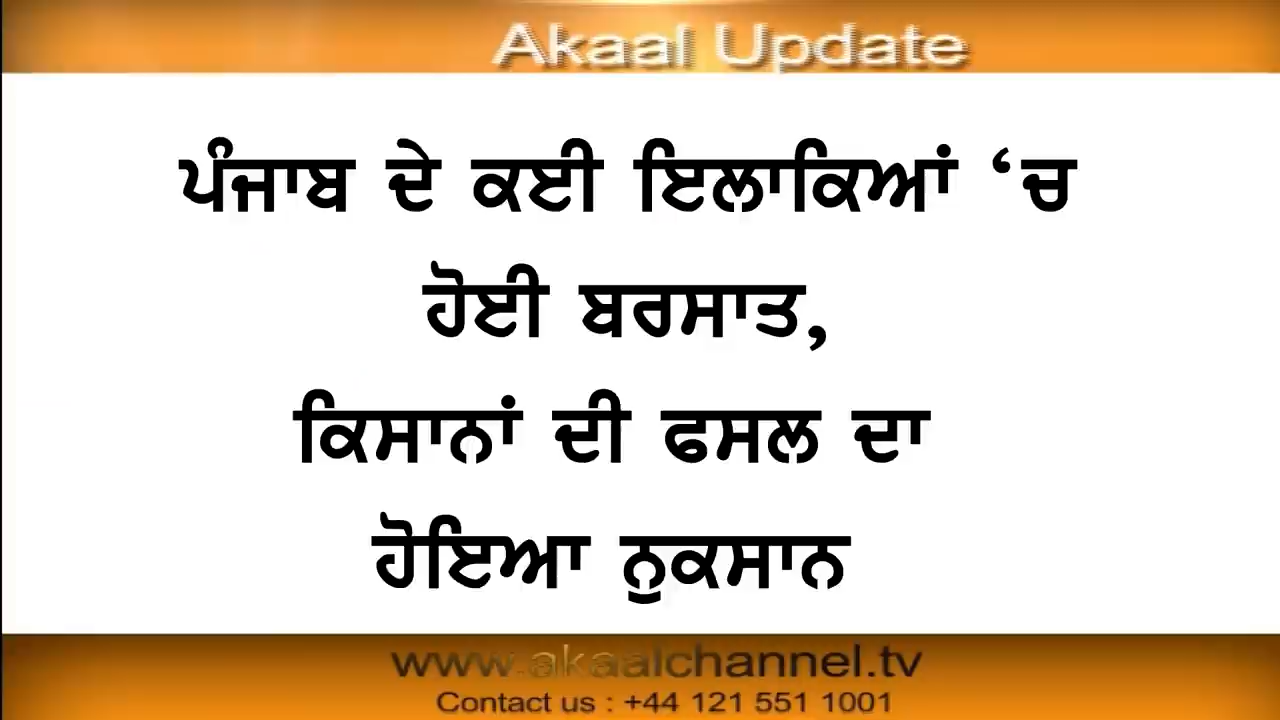 Akaal Update
ਪੰਜਾਬ ਦੇ ਕਈ ਇਲਾਕਿਆਂ ‘ਚ
ਹੋਈ ਬਰਸਾਤ,
ਕਿਸਾਨਾਂ ਦੀ ਫਸਲ ਦਾ
ਹੋਇਆ ਨੁਕਸਾਨ
www.akaalchannel.tv
Contact us : +44 121 551 1001